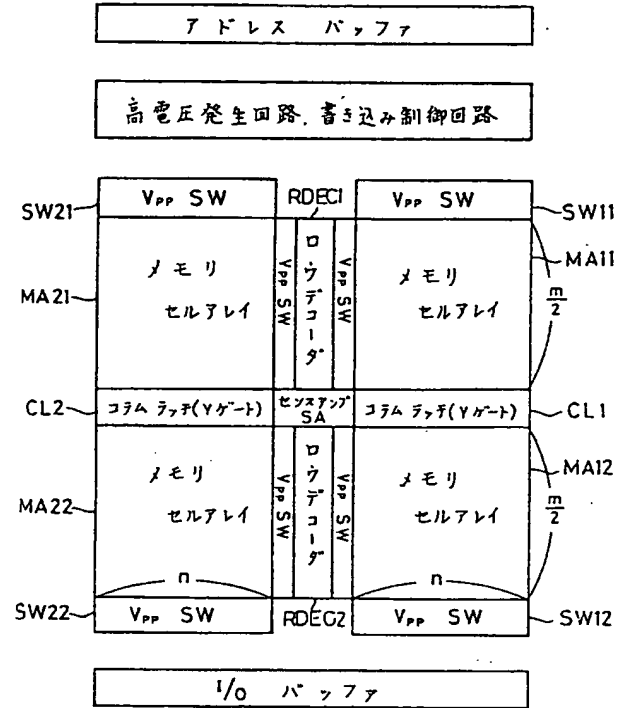 アドレス バッファ
高電圧発生回路、書き込み制御回路
SW21
VPP SW
RDEC1
VPP SW
SW11
MA21
メモリ
セルアレイ
VPP SW
ロウデコーダ
VPP SW
メモリ
セルアレイ
MA11
m/2
CL2
コラム ラッチ(Yゲート)
センスアンプ
SA
コラム ラッチ(Yゲート)
CL1
MA22
メモリ
セルアレイ
n
VPP SW
ロウデコーダ
VPP SW
メモリ
セルアレイ
n
MA12
m/2
SW22
VPP SW
RDEC2
VPP SW
SW12
I/O バッファ